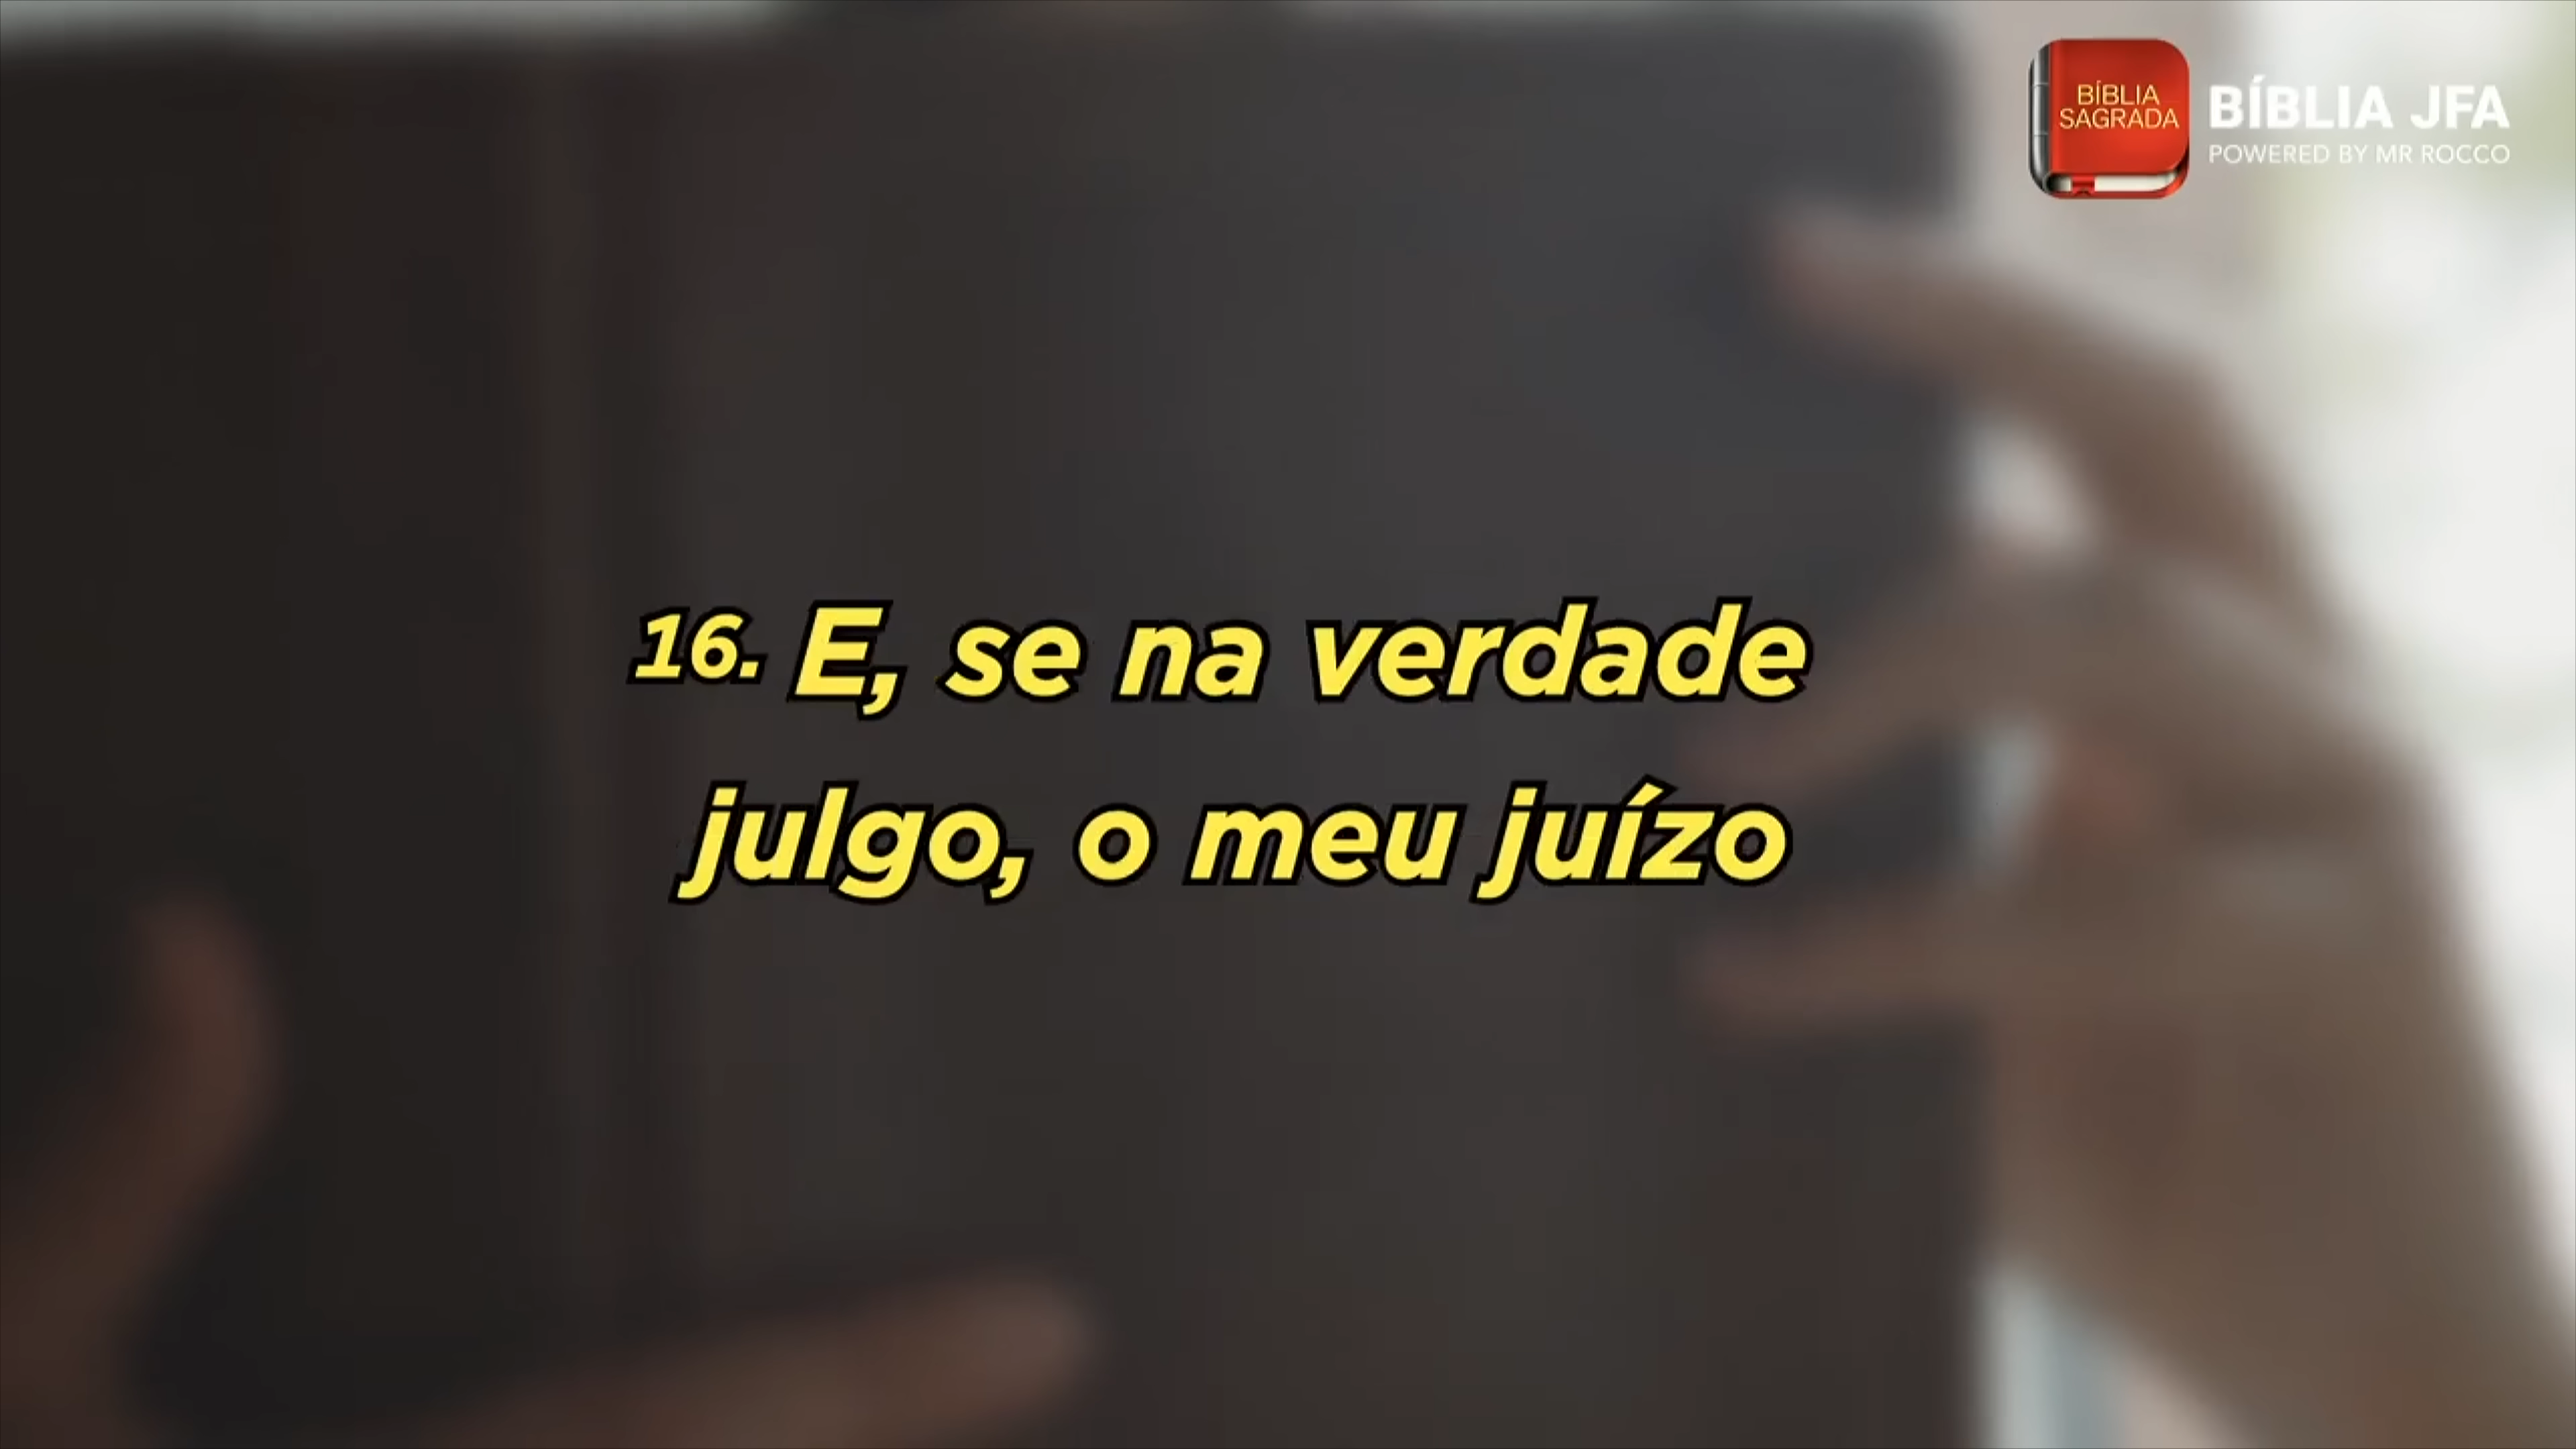 BÍBLIA
SAGRADA
BÍBLIA JFA
POWERED BY MR ROCCO
16. E, se na verdade
julgo, o meu juízo